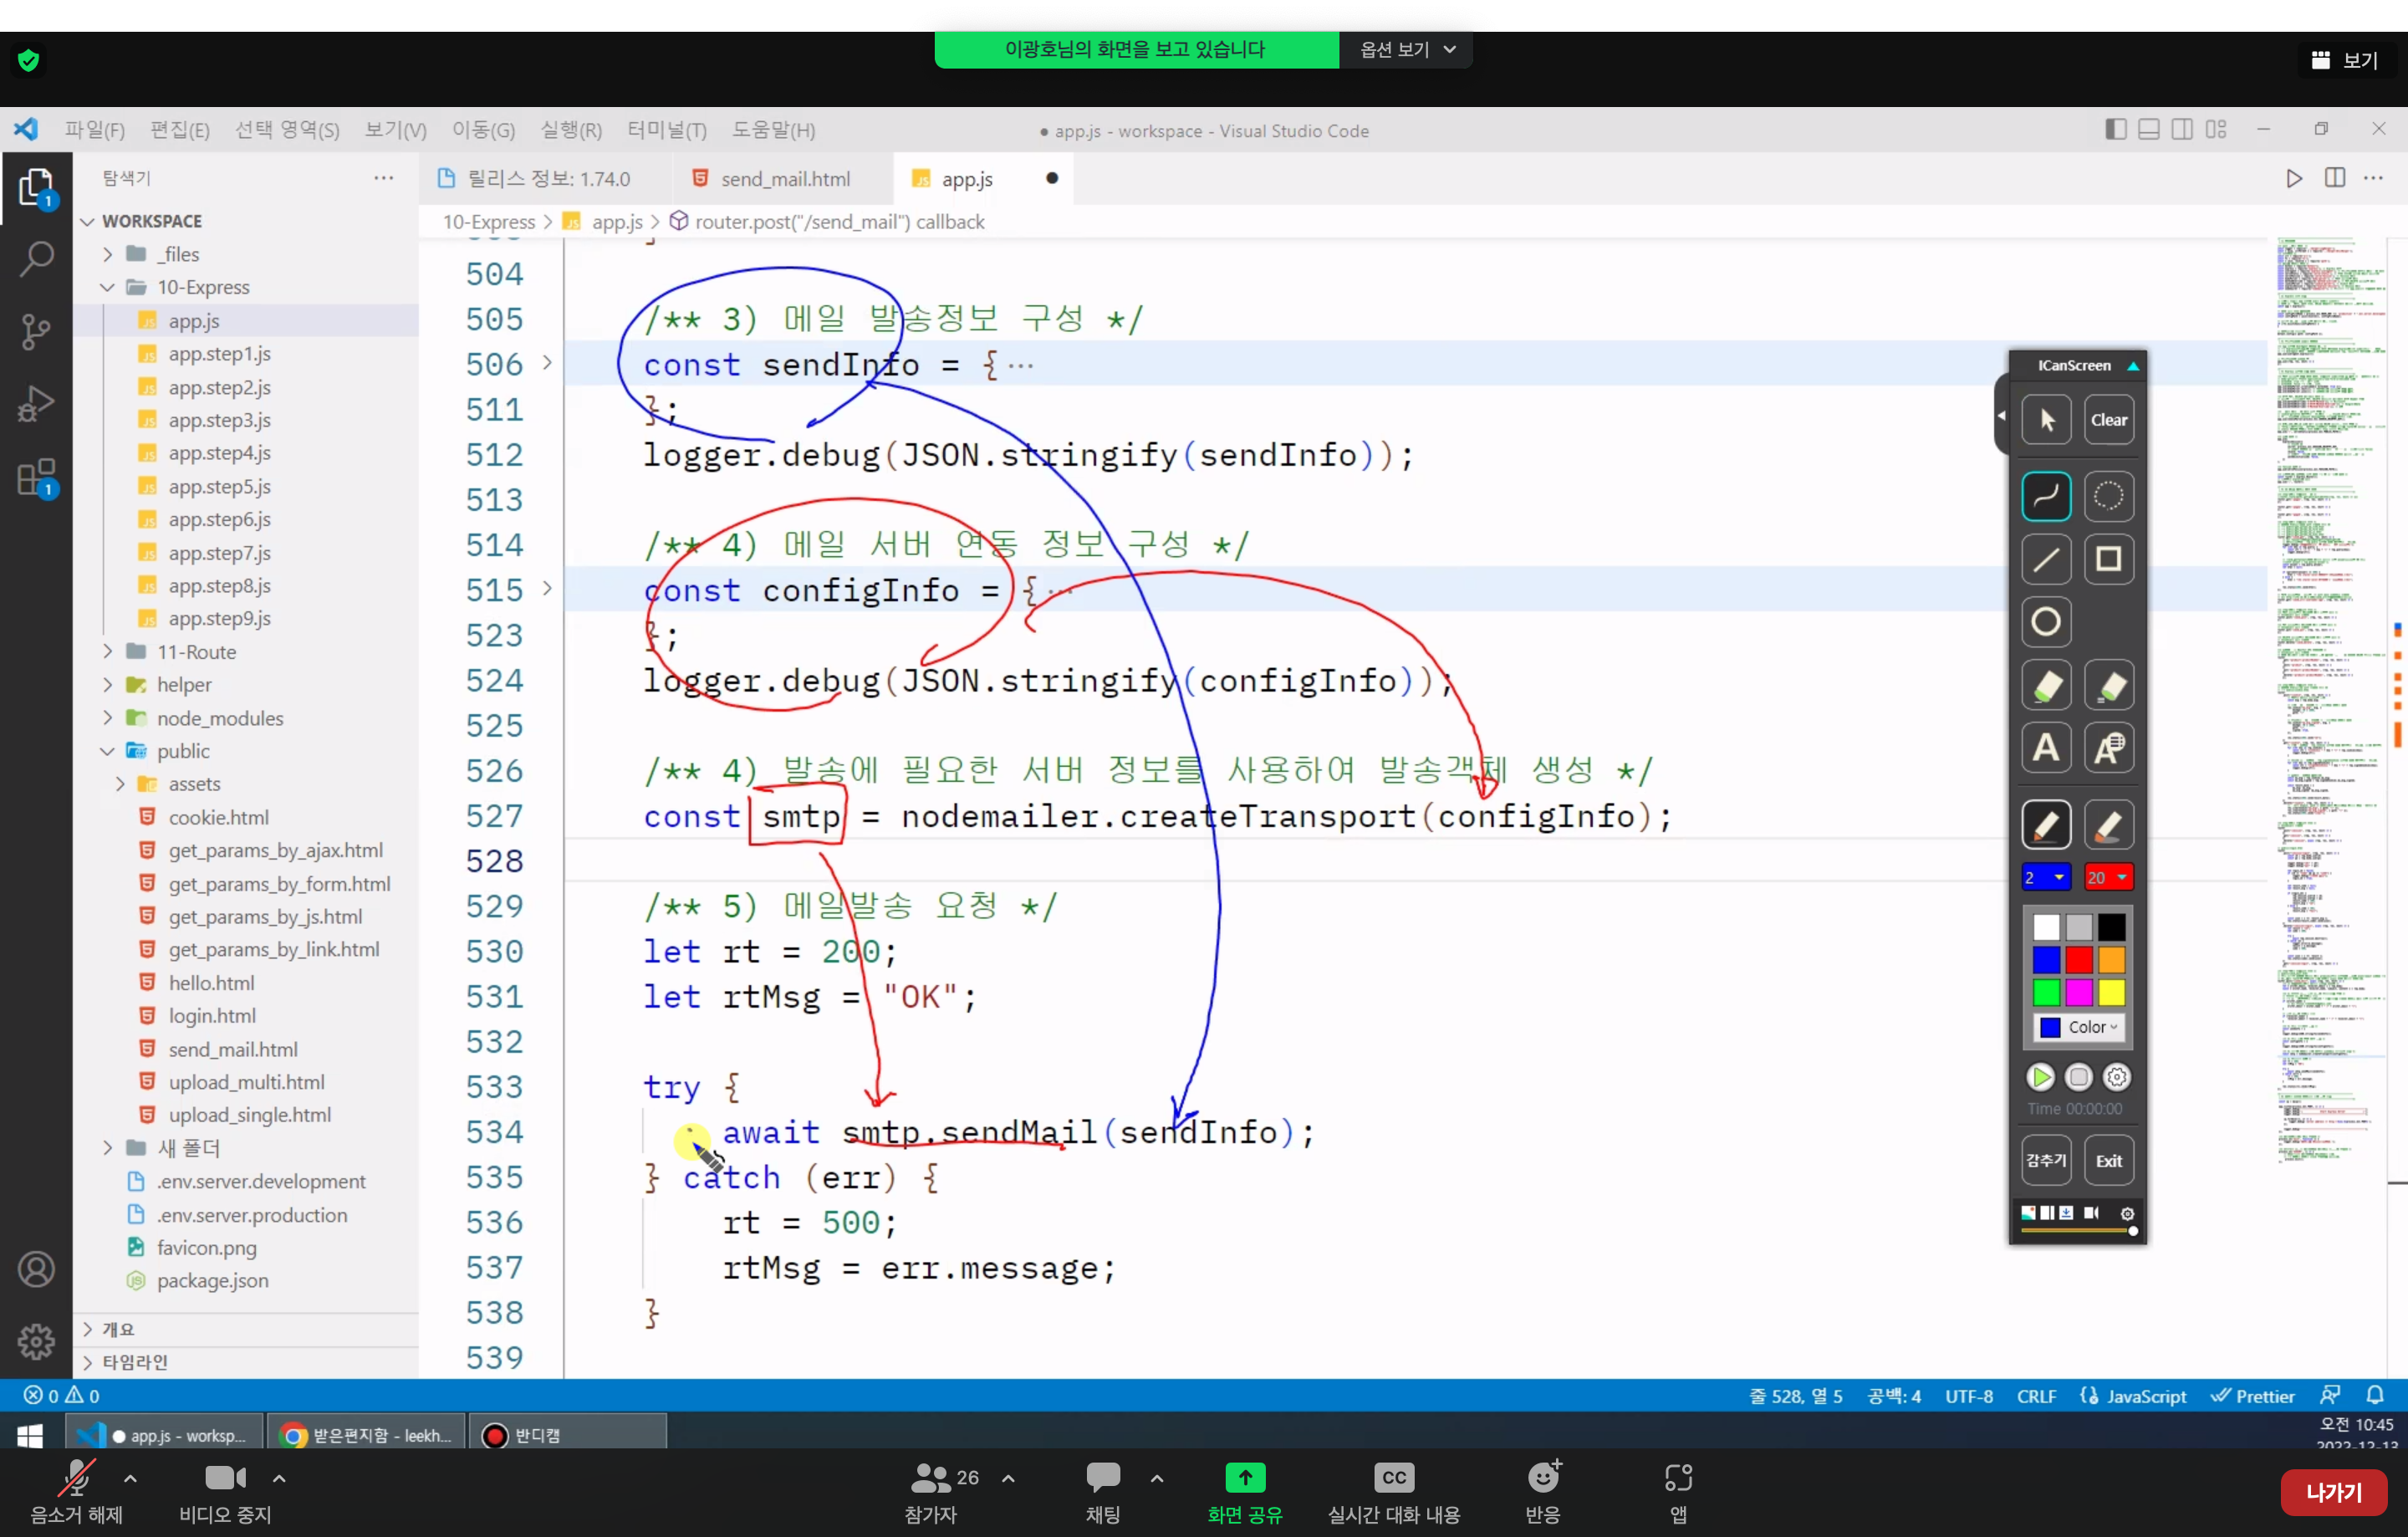 이광호님의 화면을 보고 있습니다
옵션 보기
보기
파일(F) 편집(E) 선택 영역(S) 보기(V) 이동(G) 실행(R) 터미널(T) 도움말(H)
● app.js - workspace - Visual Studio Code
탐색기
릴리스 정보: 1.74.0
send_mail.html
app.js
10-Express > app.js > router.post("/send_mail") callback
WORKSPACE
_files
10-Express
app.js
app.step1.js
app.step2.js
app.step3.js
app.step4.js
app.step5.js
app.step6.js
app.step7.js
app.step8.js
app.step9.js
11-Route
helper
node_modules
public
assets
cookie.html
get_params_by_ajax.html
get_params_by_form.html
get_params_by_js.html
get_params_by_link.html
hello.html
login.html
send_mail.html
upload_multi.html
upload_single.html
새 폴더
.env.server.development
.env.server.production
favicon.png
package.json
개요
타임라인
1
1
504
505 /** 3) 메일 발송정보 구성 */
506 const sendInfo = {···
511 };
512 logger.debug(JSON.stringify(sendInfo));
513
514 /** 4) 메일 서버 연동 정보 구성 */
515 const configInfo = {···
523 };
524 logger.debug(JSON.stringify(configInfo));
525
526 /** 4) 발송에 필요한 서버 정보를 사용하여 발송객체 생성 */
527 const smtp = nodemailer.createTransport(configInfo);
528
529 /** 5) 메일발송 요청 */
530 let rt = 200;
531 let rtMsg = "OK";
532
533 try {
534 await smtp.sendMail(sendInfo);
535 } catch (err) {
536 rt = 500;
537 rtMsg = err.message;
538 }
539
ICanScreen
Clear
A
A
2 20
Color
Time 00:00:00
감추기 Exit
0 0
줄 528, 열 5 공백: 4 UTF-8 CRLF JavaScript Prettier
● app.js - worksp...
받은편지함 - leekh...
반디캠
오전 10:45
2022-12-13
음소거 해제
비디오 중지
26
참가자
채팅
화면 공유
CC
실시간 대화 내용
반응
앱
나가기